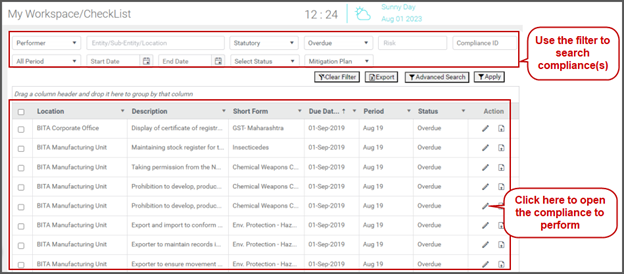 My Workspace/CheckList
12 : 24
Sunny Day
Aug 01 2023
Performer Entity/Sub-Entity/Location Statutory Overdue Risk Compliance ID
All Period Start Date End Date Select Status Mitigation Plan
Clear Filter Export Advanced Search Apply
Use the filter to
search
compliance(s)
Drag a column header and drop it here to group by that column
Location Description Short Form Due Dat... Period Status Action
BITA Corporate Office Display of certificate of registr... GST- Maharashtra 01-Sep-2019 Aug 19 Overdue
BITA Manufacturing Unit Maintaining stock register for t... Insecticedes 01-Sep-2019 Aug 19 Overdue
BITA Manufacturing Unit Taking permission from the N... Chemical Weapons C... 01-Sep-2019 Aug 19 Overdue
BITA Manufacturing Unit Prohibition to develop, produc... Chemical Weapons C... 01-Sep-2019 Aug 19 Overdue
BITA Manufacturing Unit Prohibition to develop, produc... Chemical Weapons C... 01-Sep-2019 Aug 19 Overdue
BITA Manufacturing Unit Export and import to conform ... Env. Protection - Haz... 01-Sep-2019 Aug 19 Overdue
BITA Manufacturing Unit Exporter to maintain records i... Env. Protection - Haz... 01-Sep-2019 Aug 19 Overdue
BITA Manufacturing Unit Exporter to ensure movement ... Env. Protection - Haz... 01-Sep-2019 Aug 19 Overdue
Click here to open
the compliance to
perform